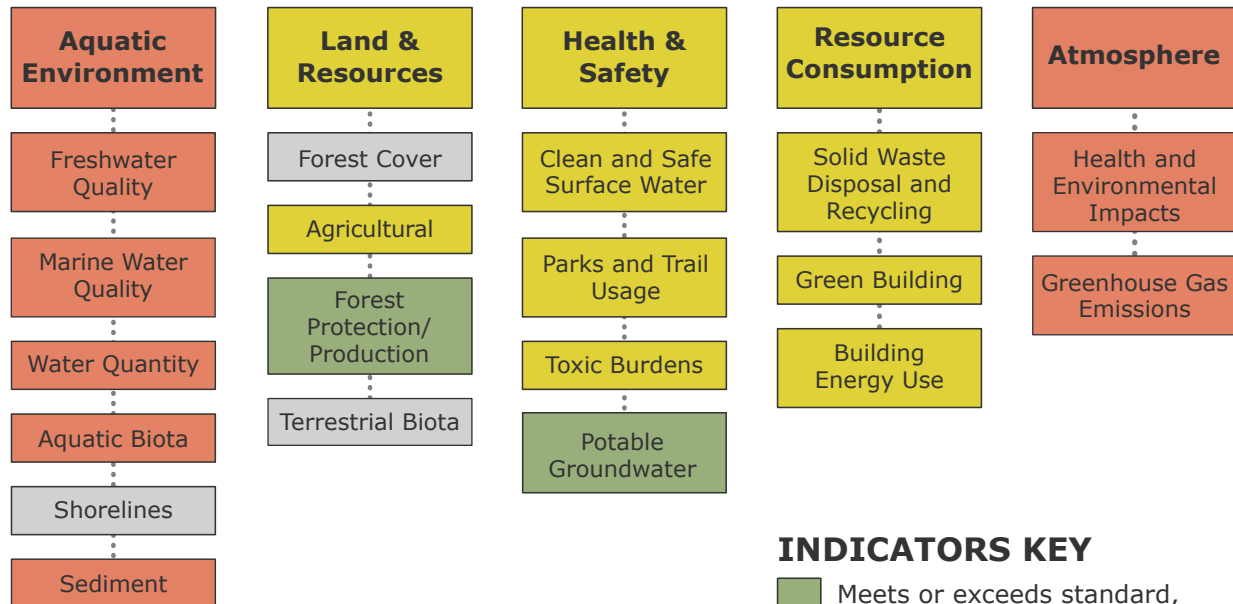 Aquatic
Environment
Freshwater
Quality
Marine Water
Quality
Water Quantity
Aquatic Biota
Shorelines
Sediment
Land &
Resources
Forest Cover
Agricultural
Forest
Protection/
Production
Terrestrial Biota
Health &
Safety
Clean and Safe
Surface Water
Parks and Trail
Usage
Toxic Burdens
Potable
Groundwater
Resource
Consumption
Solid Waste
Disposal and
Recycling
Green Building
Building
Energy Use
Atmosphere
Health and
Environmental
Impacts
Greenhouse Gas
Emissions
INDICATORS KEY
Meets or exceeds standard,